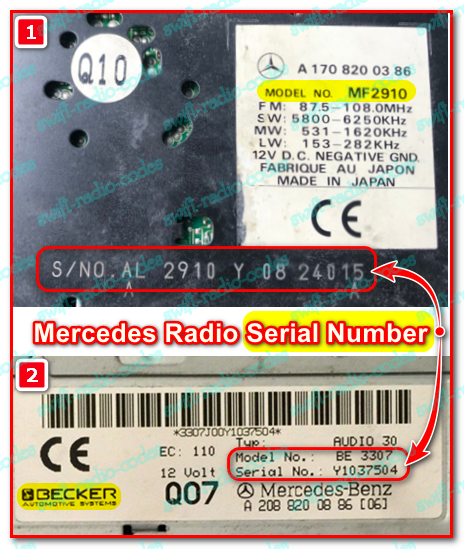 1
Q10
A 170 820 03 86
MODEL NO. MF2910
FM: 87.5-108.0MHz
SW: 5800-6250KHz
MW: 531-1620KHz
LW: 153-282KHz
12V D.C. NEGATIVE GND.
FABRIQUE AU JAPON
MADE IN JAPAN
CE
S/NO. AL 2910 Y 08 24015
Mercedes Radio Serial Number
2
*3307J00Y1037504*
CE
EC: 110
12 Volt
Typ: AUDIO 30
Model No.: BE 3307
Serial No.: Y1037504
BECKER
AUTOMOTIVE SYSTEMS
Q07
Mercedes-Benz
A 208 820 08 86 [06]
swift-radio-codes